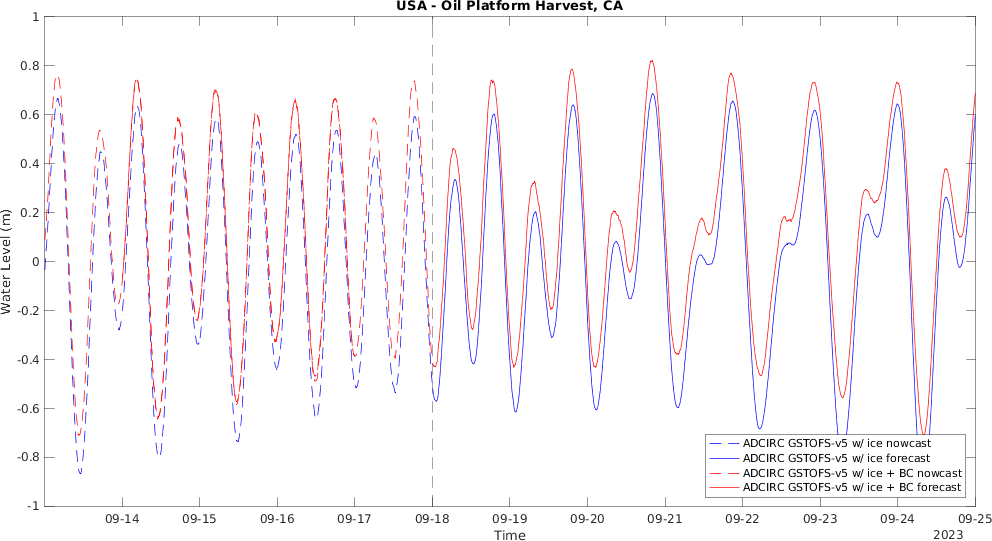 USA - Oil Platform Harvest, CA
1
0.8
0.6
0.4
0.2
0
-0.2
-0.4
-0.6
-0.8
-1
Water Level (m)
09-14 09-15 09-16 09-17 09-18 09-19 09-20 09-21 09-22 09-23 09-24 09-25
Time
2023
ADCIRC GSTOFS-v5 w/ ice nowcast
ADCIRC GSTOFS-v5 w/ ice forecast
ADCIRC GSTOFS-v5 w/ ice + BC nowcast
ADCIRC GSTOFS-v5 w/ ice + BC forecast